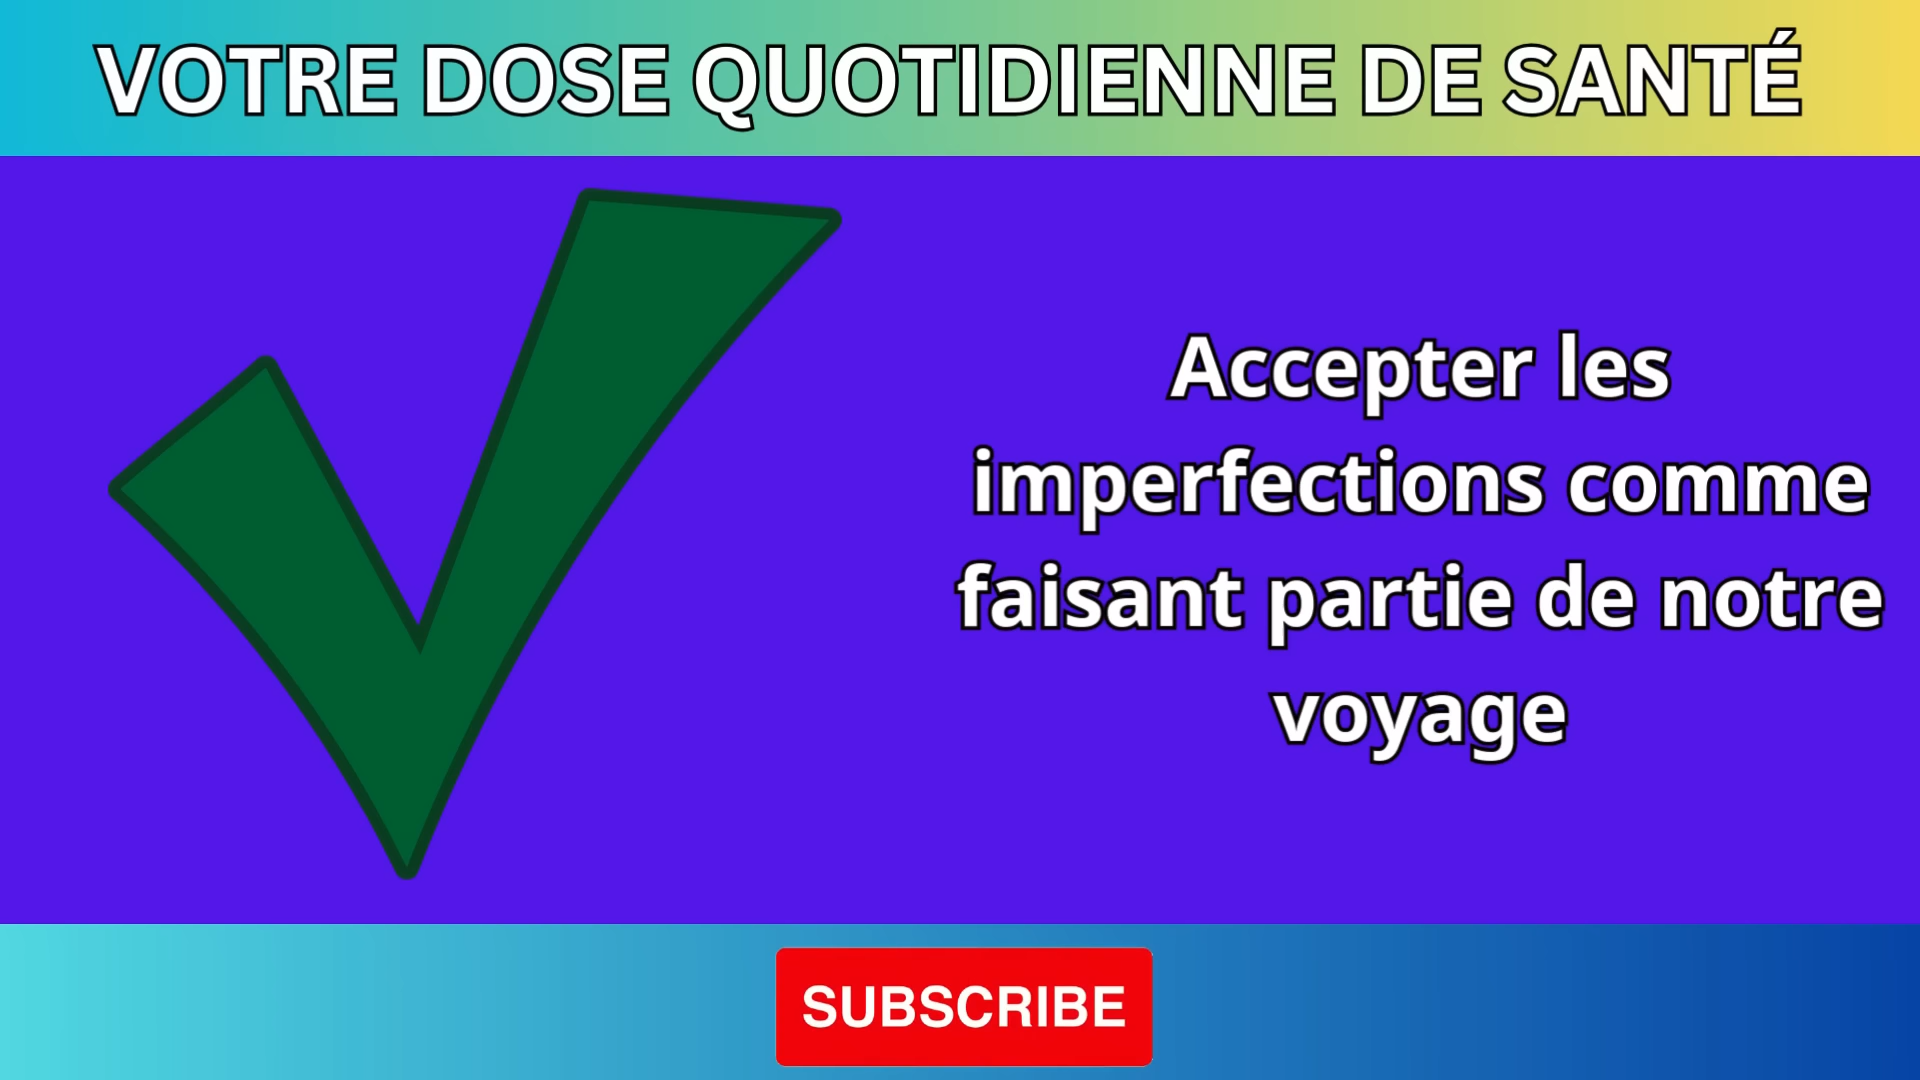 VOTRE DOSE QUOTIDIENNE DE SANTÉ
Accepter les
imperfections comme
faisant partie de notre
voyage
SUBSCRIBE